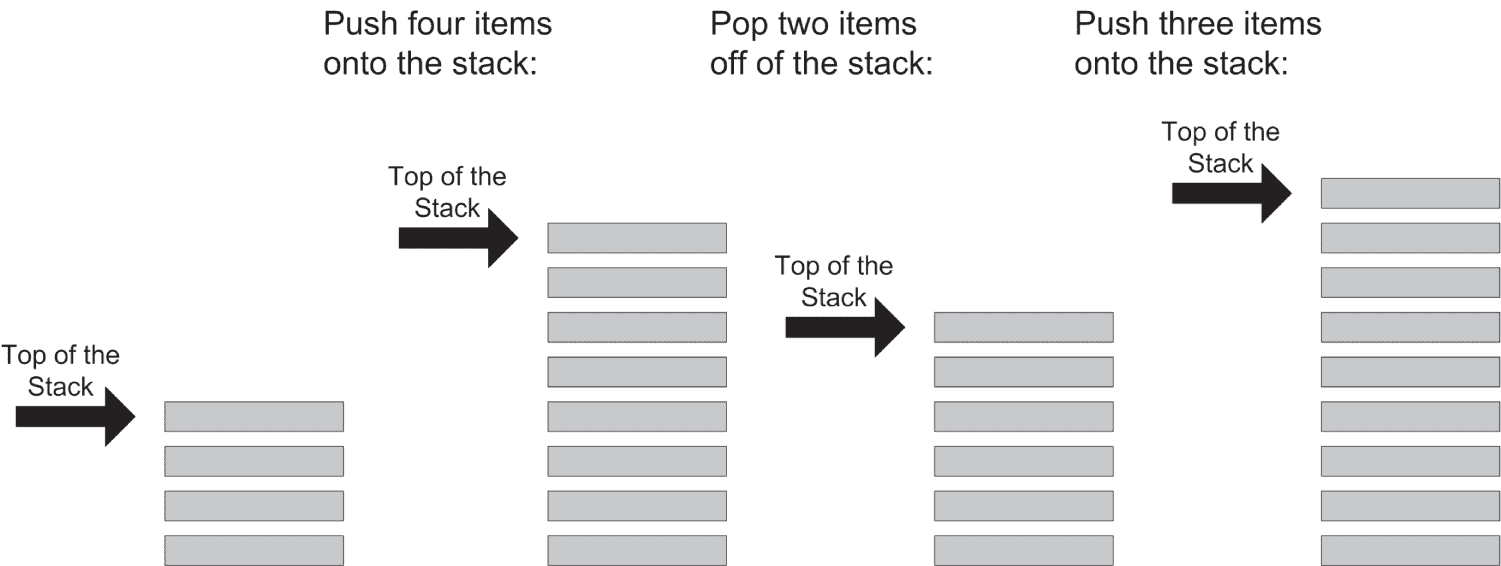 Push four items
onto the stack:
Pop two items
off of the stack:
Push three items
onto the stack:
Top of the
Stack
Top of the
Stack
Top of the
Stack
Top of the
Stack